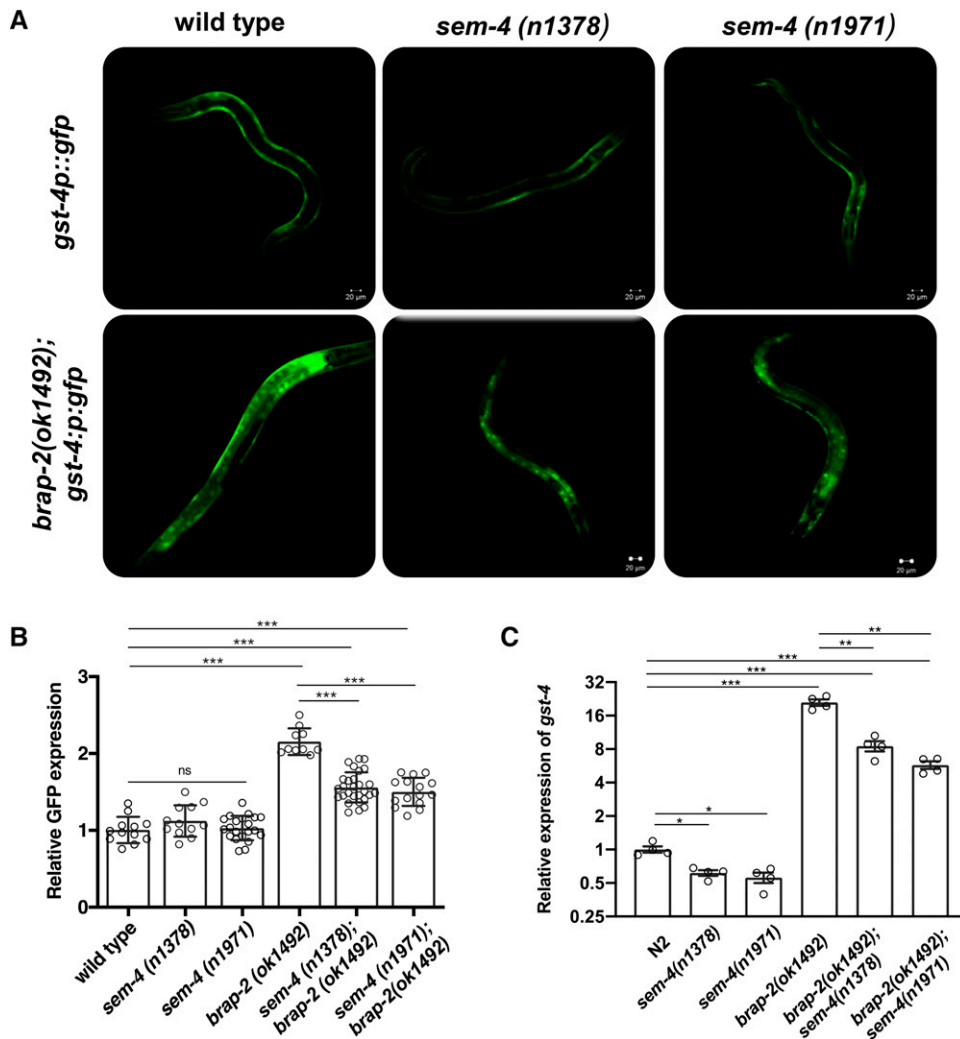 A
wild type
sem-4 (n1378)
sem-4 (n1971)
gst-4p::gfp
20 µm
20 µm
20 µm
brap-2(ok1492);
gst-4:p:gfp
20 µm
20 µm
B
Relative GFP expression
3
2
1
0
***
***
***
***
***
ns
wild type
sem-4 (n1378)
sem-4 (n1971)
brap-2 (ok1492)
sem-4 (n1378);
brap-2 (ok1492)
sem-4 (n1971);
brap-2(ok1492)
C
Relative expression of gst-4
32
16
8
4
2
1
0.5
0.25
**
**
***
***
***
*
*
N2
sem-4(n1378)
sem-4(n1971)
brap-2(ok1492)
brap-2(ok1492);
sem-4(n1378)
brap-2(ok1492);
sem-4(n1971)